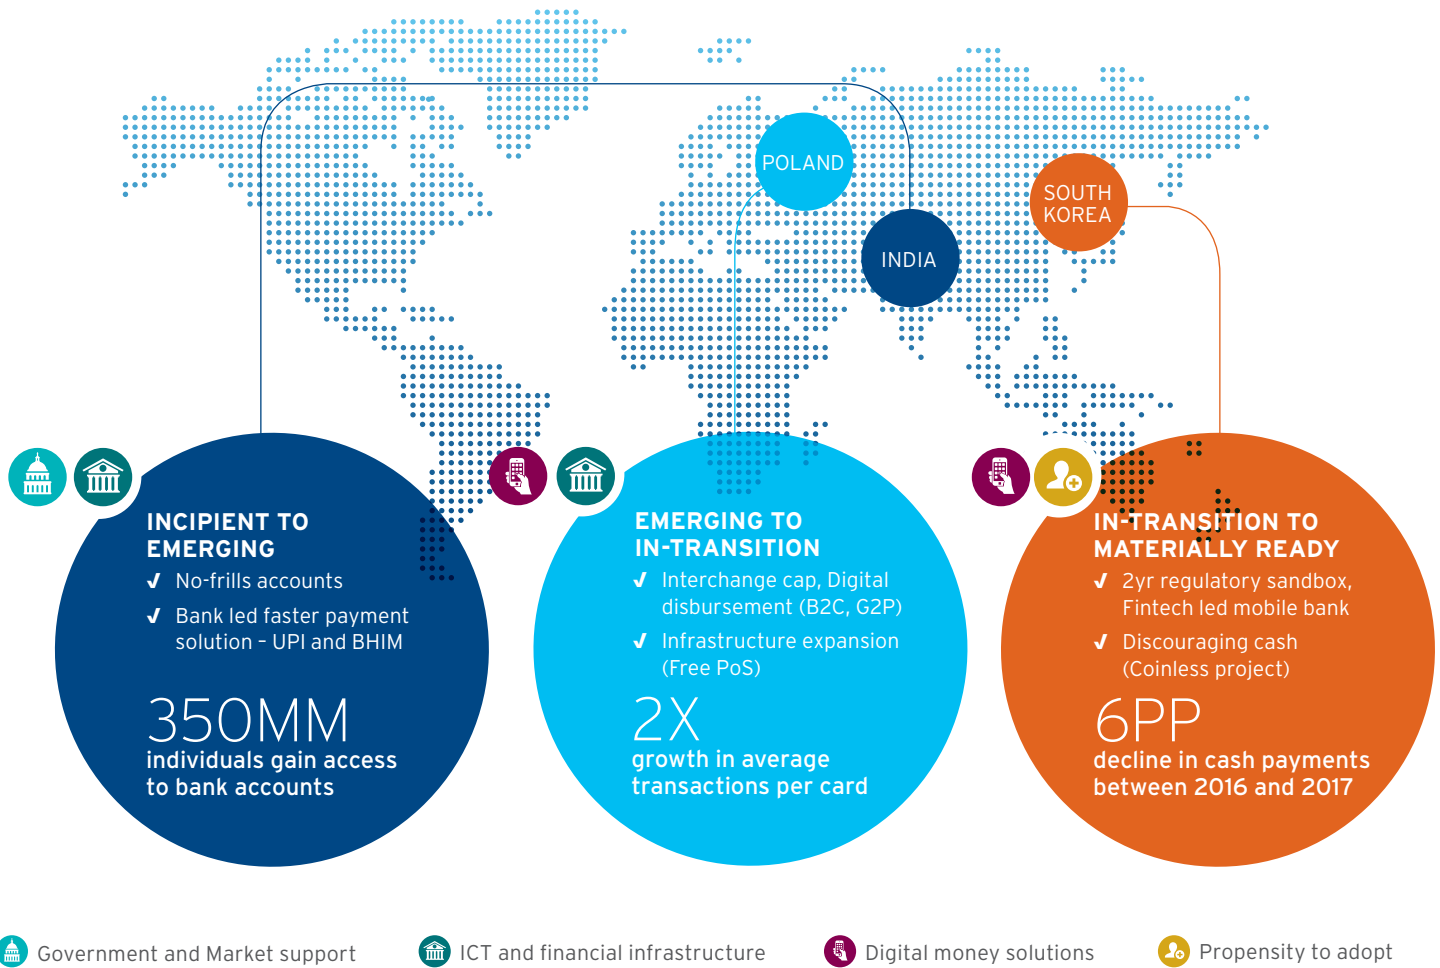 POLAND
SOUTH
KOREA
INDIA
INCIPIENT TO
EMERGING
✓ No-frills accounts
✓ Bank led faster payment
solution – UPI and BHIM
350MM
individuals gain access
to bank accounts
EMERGING TO
IN-TRANSITION
✓ Interchange cap, Digital
disbursement (B2C, G2P)
✓ Infrastructure expansion
(Free PoS)
2X
growth in average
transactions per card
IN-TRANSITION TO
MATERIALLY READY
✓ 2yr regulatory sandbox,
Fintech led mobile bank
✓ Discouraging cash
(Coinless project)
6PP
decline in cash payments
between 2016 and 2017
Government and Market support
ICT and financial infrastructure
Digital money solutions
Propensity to adopt